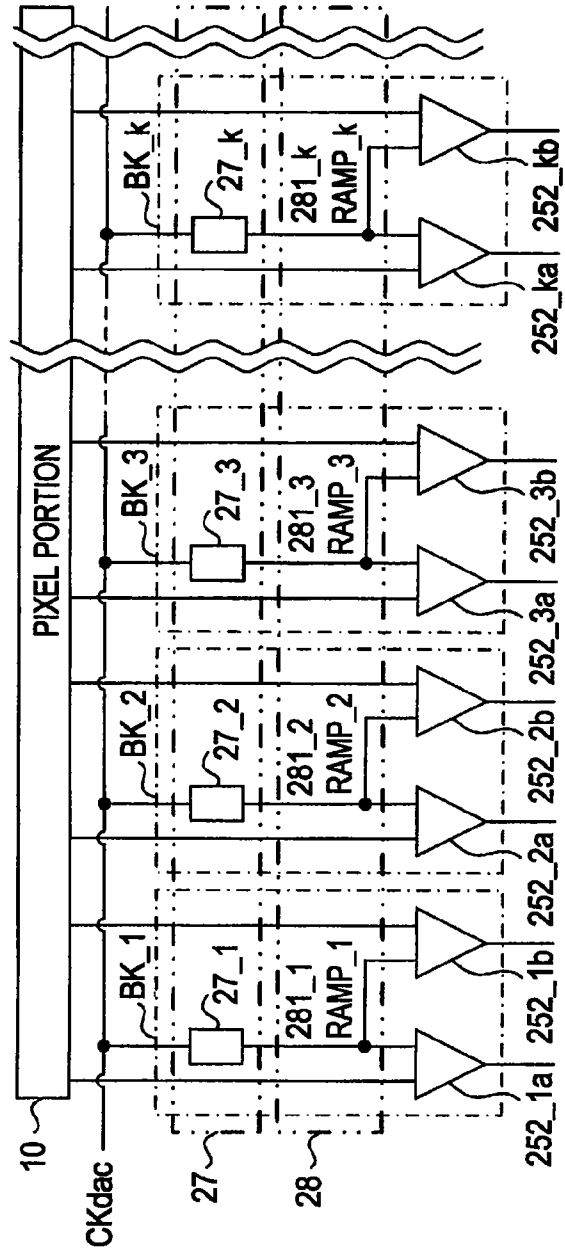 10
PIXEL PORTION
CKdac
BK_1
BK_2
BK_3
BK_k
27
27_1
27_2
27_3
27_k
28
281_1
RAMP_1
281_2
RAMP_2
281_3
RAMP_3
281_k
RAMP_k
252_1a
252_1b
252_2a
252_2b
252_3a
252_3b
252_ka
252_kb